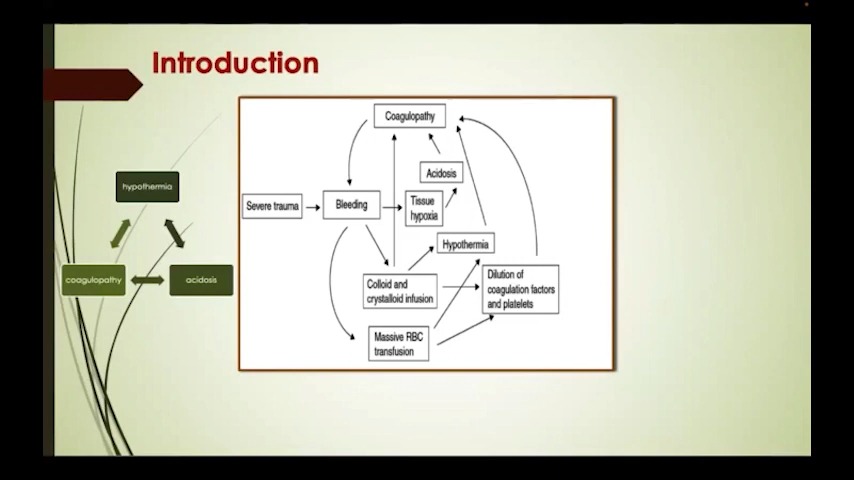 Introduction
hypothermia
coagulopathy
acidosis
Coagulopathy
Acidosis
Severe trauma
Bleeding
Tissue
hypoxia
Hypothermia
Colloid and
crystalloid infusion
Dilution of
coagulation factors
and platelets
Massive RBC
transfusion